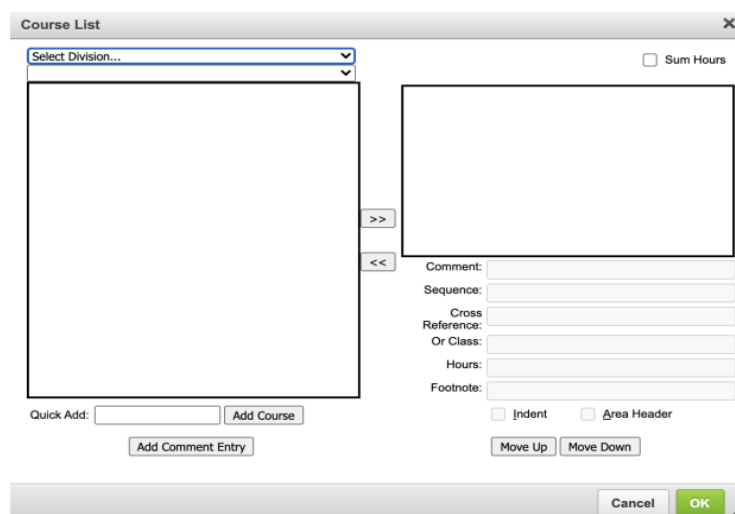 Course List
Select Division...
Sum Hours
>>
<<
Comment:
Sequence:
Cross
Reference:
Or Class:
Hours:
Footnote:
Quick Add:
Add Course
Indent
Area Header
Add Comment Entry
Move Up
Move Down
Cancel
OK